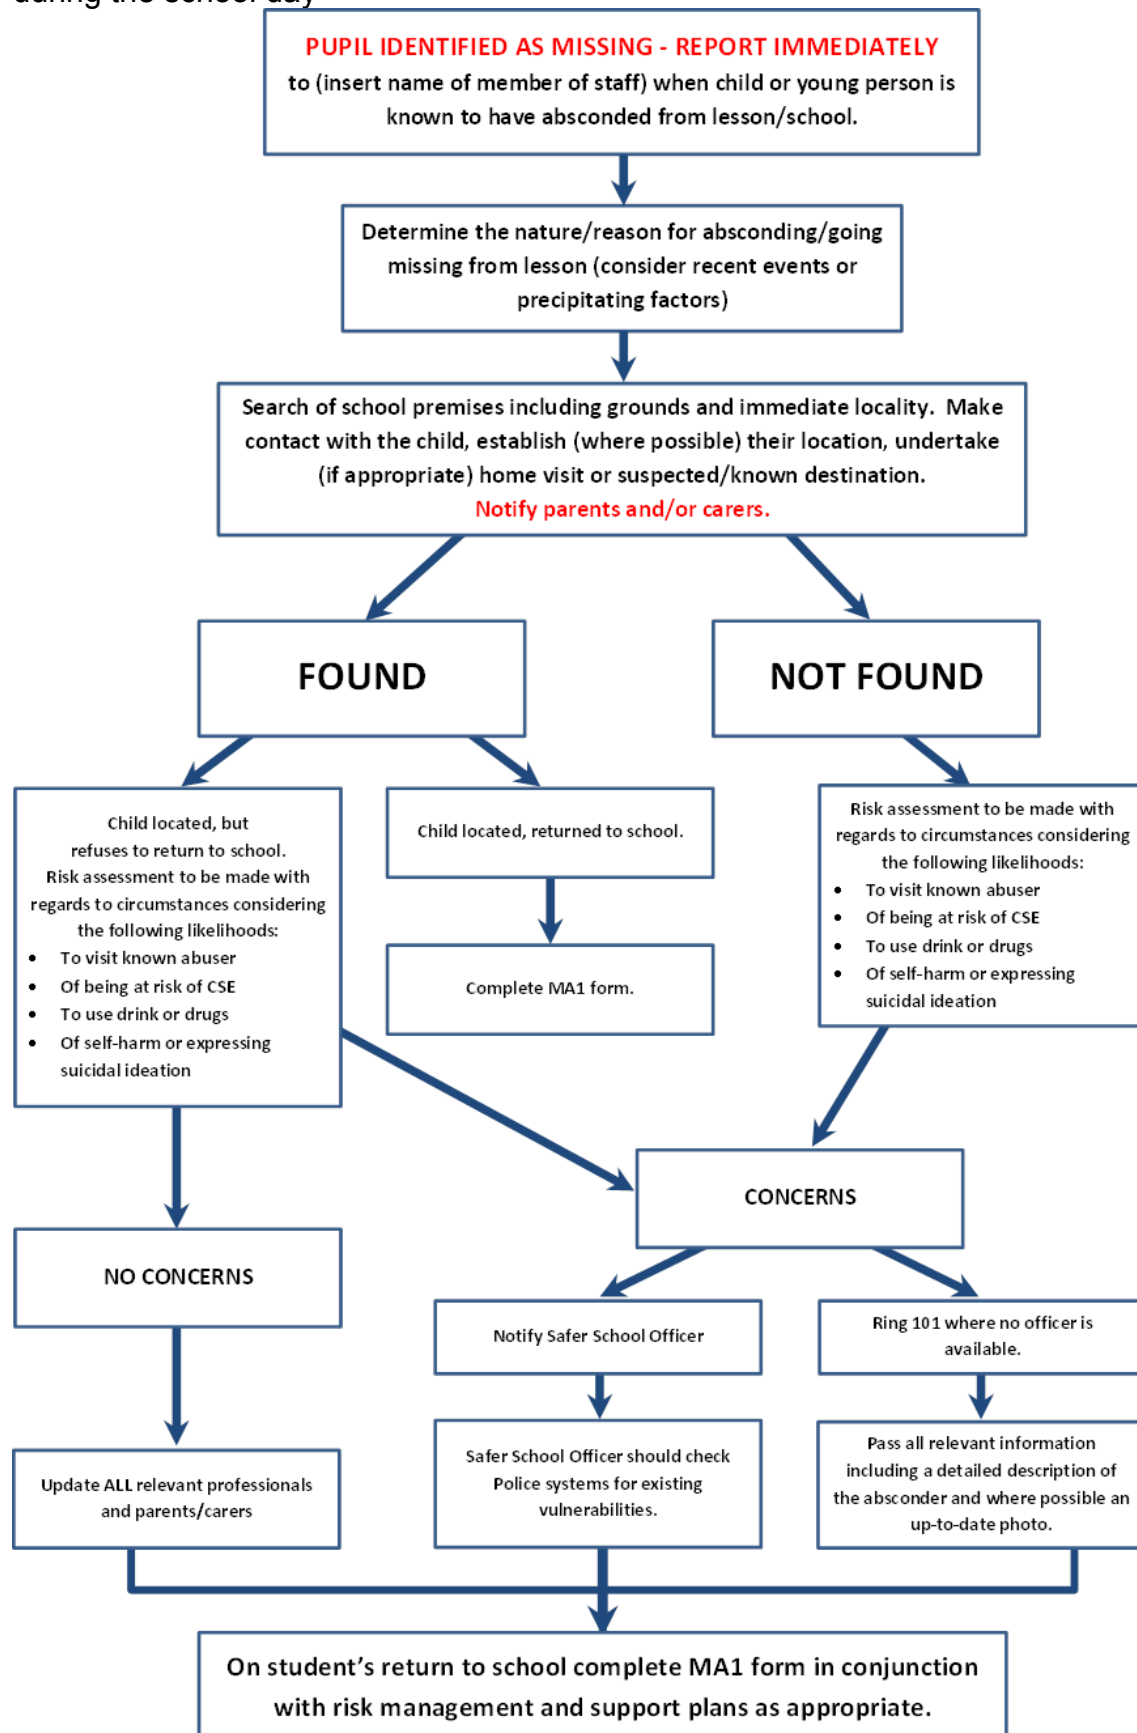 during the school day
PUPIL IDENTIFIED AS MISSING - REPORT IMMEDIATELY
to (insert name of member of staff) when child or young person is
known to have absconded from lesson/school.
Determine the nature/reason for absconding/going
missing from lesson (consider recent events or
precipitating factors)
Search of school premises including grounds and immediate locality. Make
contact with the child, establish (where possible) their location, undertake
(if appropriate) home visit or suspected/known destination.
Notify parents and/or carers.
FOUND
NOT FOUND
Child located, but
refuses to return to school.
Risk assessment to be made with
regards to circumstances considering
the following likelihoods:
• To visit known abuser
• Of being at risk of CSE
• To use drink or drugs
• Of self-harm or expressing
suicidal ideation
Child located, returned to school.
Complete MA1 form.
Risk assessment to be made with
regards to circumstances considering
the following likelihoods:
• To visit known abuser
• Of being at risk of CSE
• To use drink or drugs
• Of self-harm or expressing
suicidal ideation
CONCERNS
NO CONCERNS
Notify Safer School Officer
Ring 101 where no officer is
available.
Update ALL relevant professionals
and parents/carers
Safer School Officer should check
Police systems for existing
vulnerabilities.
Pass all relevant information
including a detailed description of
the absconder and where possible an
up-to-date photo.
On student’s return to school complete MA1 form in conjunction
with risk management and support plans as appropriate.